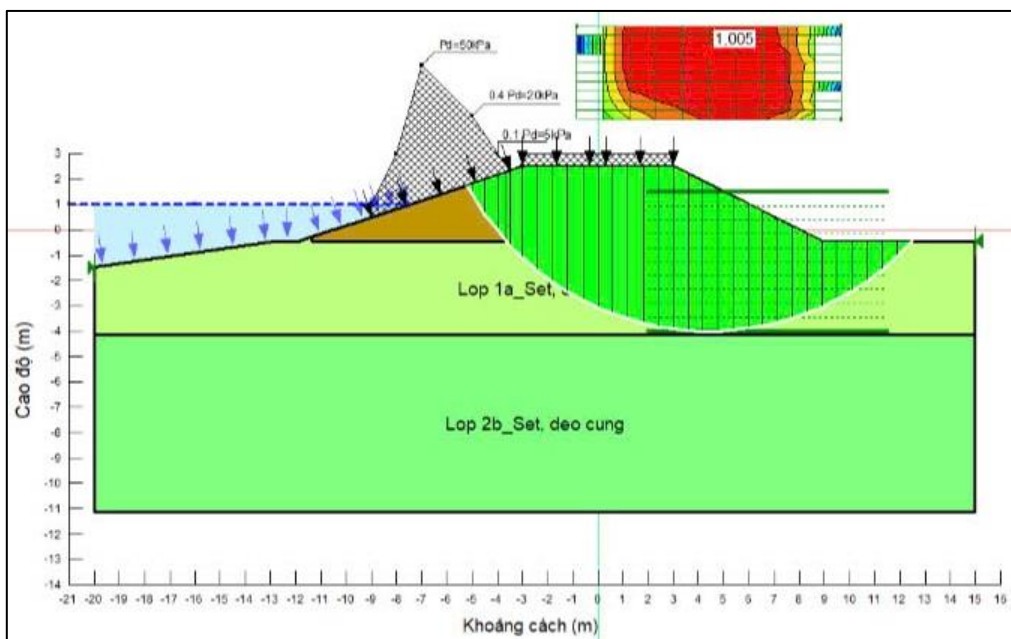 1,005
Pd=50kPa
0.4 Pd=20kPa
0.1 Pd=5kPa
3
2
1
0
-1
-2
-3
-4
-5
-6
-7
-8
-9
-10
-11
-12
-13
-14
Cao độ (m)
Lop 1a_Set,
Lop 2b_Set, deo cung
-21 -20 -19 -18 -17 -16 -15 -14 -13 -12 -11 -10 -9 -8 -7 -6 -5 -4 -3 -2 -1 0 1 2 3 4 5 6 7 8 9 10 11 12 13 14 15 16
Khoảng cách (m)